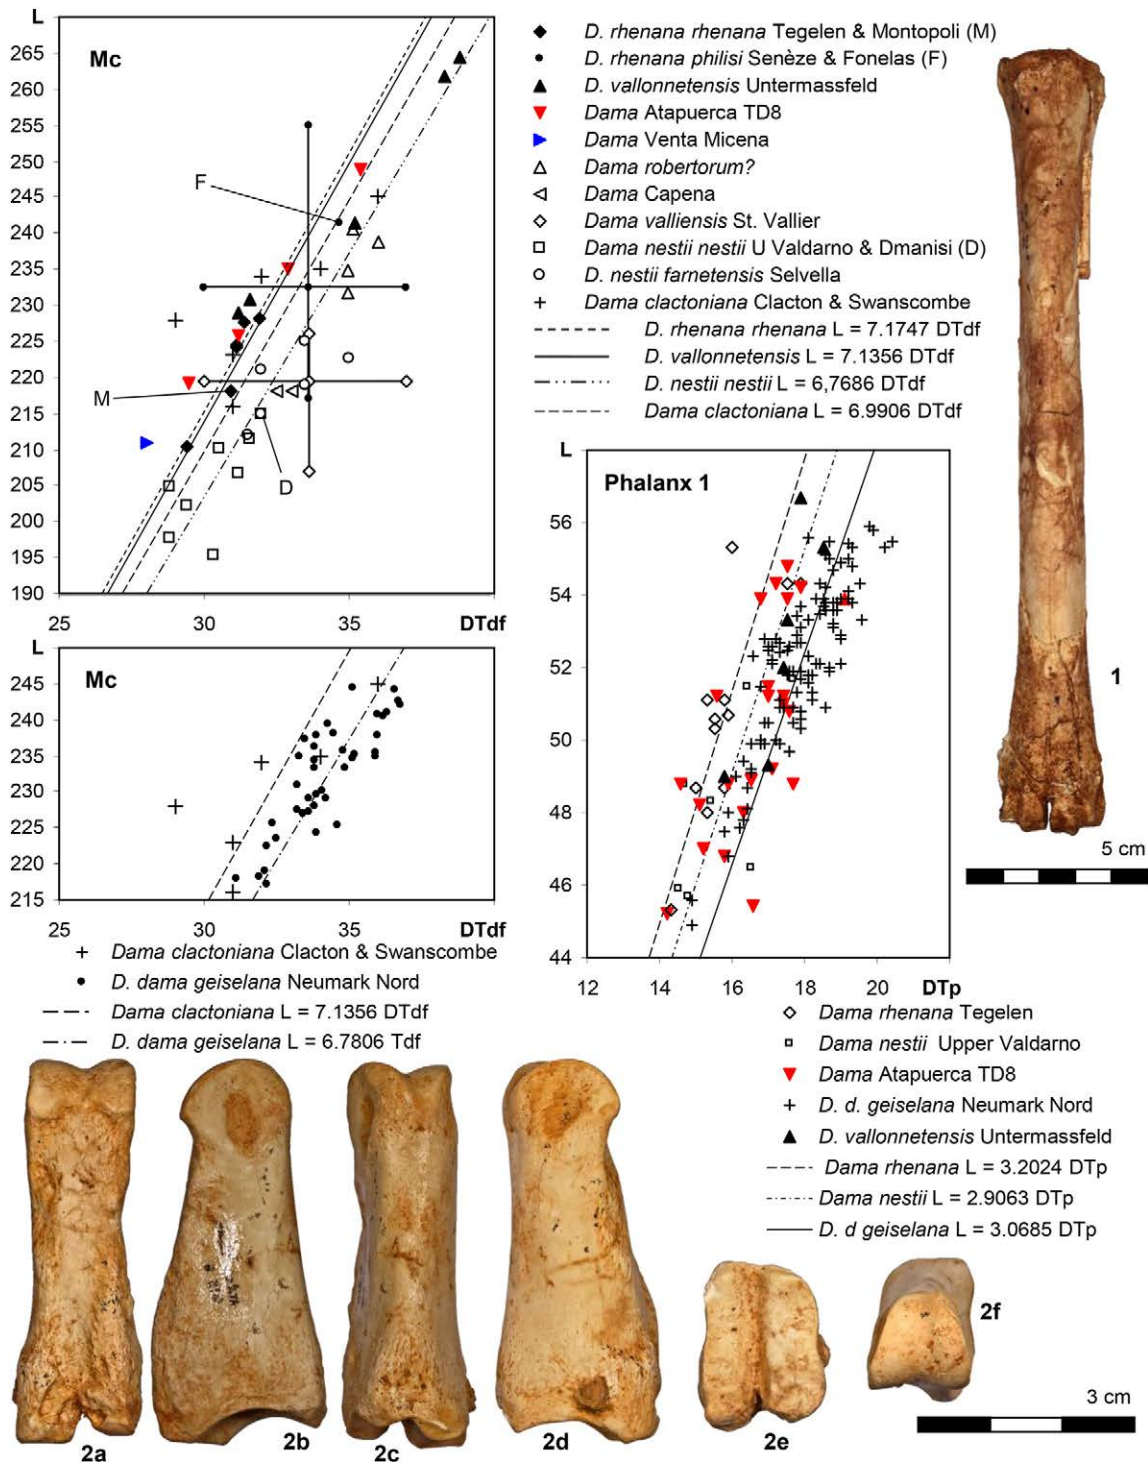 L
Mc
265
260
255
250
245
240
235
230
225
220
215
210
205
200
195
190
F
M
D
25
30
35
DTdf
D. rhenana rhenana Tegelen & Montopoli (M)
D. rhenana philisi Senèze & Fonelas (F)
D. vallonnetensis Untermassfeld
Dama Atapuerca TD8
Dama Venta Micena
Dama robertorum?
Dama Capena
Dama valliensis St. Vallier
Dama nestii nestii U Valdarno & Dmanisi (D)
D. nestii farnetensis Selvella
Dama clactoniana Clacton & Swanscombe
D. rhenana rhenana L = 7.1747 DTdf
D. vallonnetensis L = 7.1356 DTdf
D. nestii nestii L = 6,7686 DTdf
Dama clactoniana L = 6.9906 DTdf
L
Mc
245
240
235
230
225
220
215
25
30
35
DTdf
Dama clactoniana Clacton & Swanscombe
D. dama geiselana Neumark Nord
Dama clactoniana L = 7.1356 DTdf
D. dama geiselana L = 6.7806 Tdf
L
Phalanx 1
56
54
52
50
48
46
44
12
14
16
DTp
20
Dama rhenana Tegelen
Dama nestii Upper Valdarno
Dama Atapuerca TD8
D. d. geiselana Neumark Nord
D. vallonnetensis Untermassfeld
Dama rhenana L = 3.2024 DTp
Dama nestii L = 2.9063 DTp
D. d geiselana L = 3.0685 DTp
1
5 cm
2a
2b
2c
2d
2e
2f
3 cm